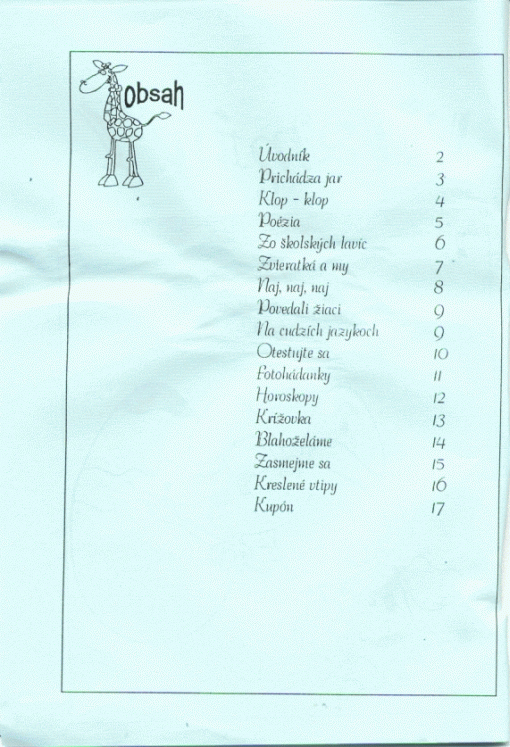 Obsah
Úvodník 2
Prichádza jar 3
Klop - klop 4
Poézia 5
Zo školských lavíc 6
Zvieratká a my 7
Naj, naj, naj 8
Povedali žiaci 9
Na cudzích jazykoch 9
Otestujte sa 10
Fotohádanky 11
Horoskopy 12
Krížovka 13
Blahoželáme 14
Zasmejme sa 15
Kreslené vtipy 16
Kupón 17